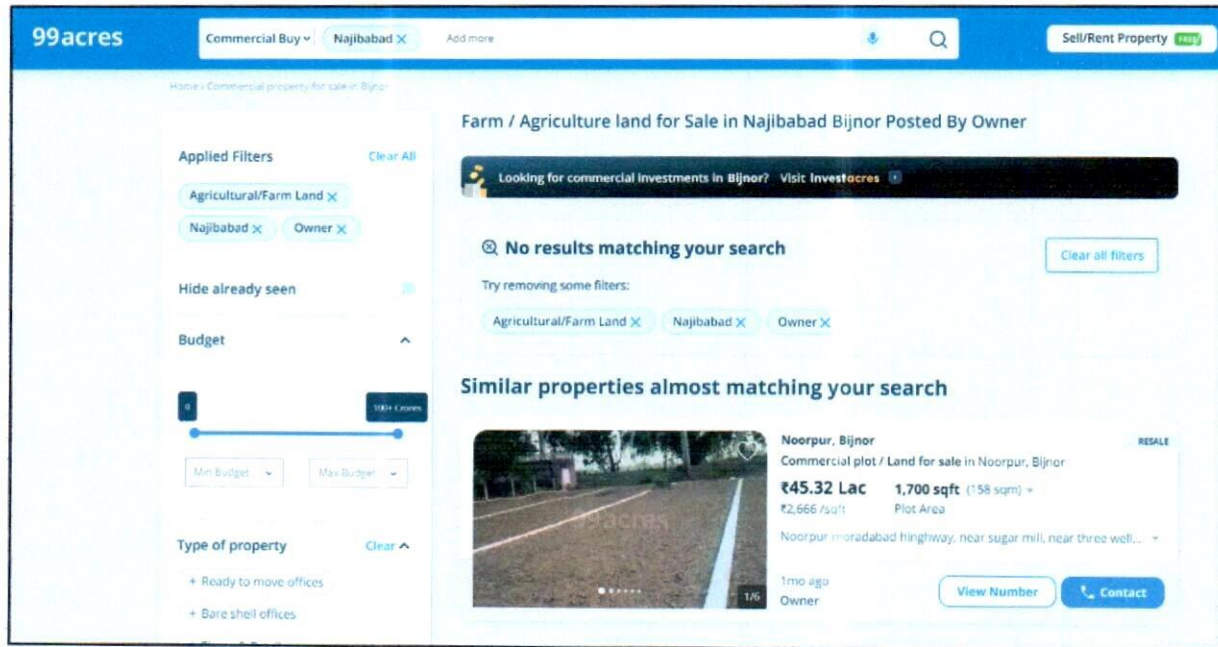 99acres
Commercial Buy
Najibabad X
Add more
Sell/Rent Property FREE
Home › Commercial property for sale in Bijnor
Farm / Agriculture land for Sale in Najibabad Bijnor Posted By Owner
Applied Filters
Clear All
Looking for commercial investments in Bijnor? Visit Investacres
Agricultural/Farm Land X
Najibabad X
Owner X
No results matching your search
Clear all filters
Try removing some filters:
Hide already seen
Agricultural/Farm Land X
Najibabad X
Owner X
Budget
Similar properties almost matching your search
0
100+ Crores
Min Budget
Max Budget
99acres
1/6
Noorpur, Bijnor
RESALE
Commercial plot / Land for sale in Noorpur, Bijnor
₹45.32 Lac
1,700 sqft (158 sqm)
₹2,666 /sqft
Plot Area
Noorpur moradabad hinghway, near sugar mill, near three well...
1mo ago
Owner
View Number
Contact
Type of property
Clear
+ Ready to move offices
+ Bare shell offices